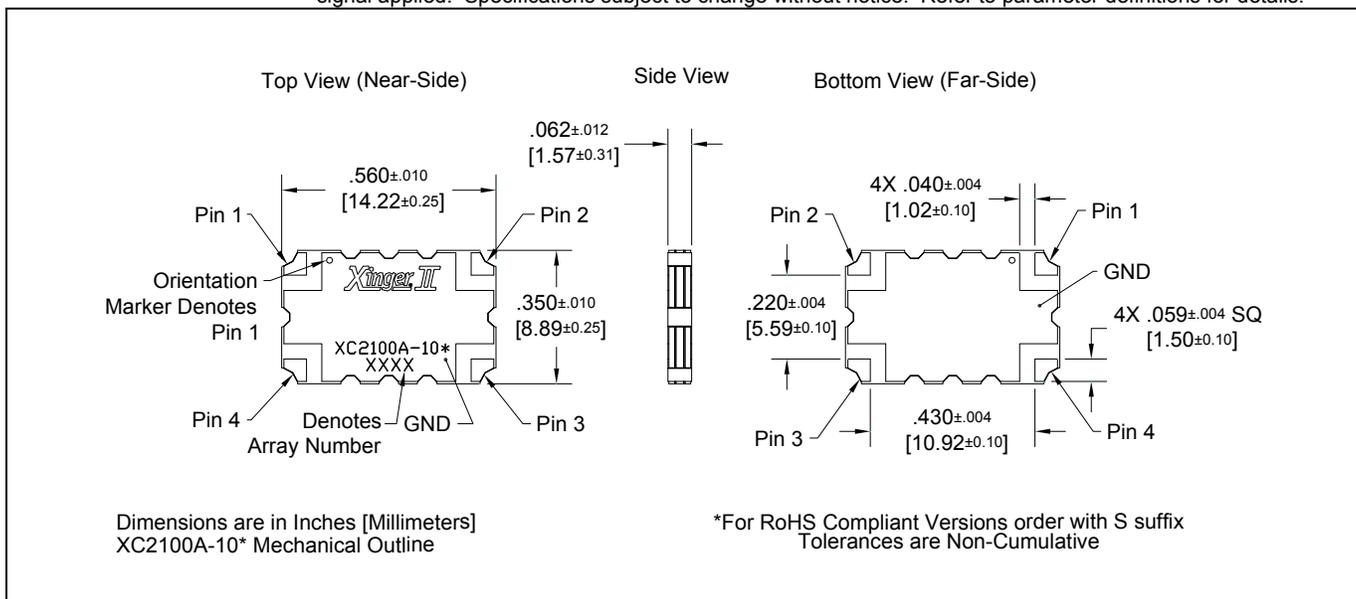 signal applied. Specifications subject to change without notice. Refer to parameter definitions for details.
Top View (Near-Side)
Side View
Bottom View (Far-Side)
.062±.012
[1.57±0.31]
.560±.010
[14.22±0.25]
4X .040±.004
[1.02±0.10]
Pin 1
Pin 2
Pin 2
Pin 1
Orientation
Marker Denotes
Pin 1
Xinger II
GND
.350±.010
[8.89±0.25]
.220±.004
[5.59±0.10]
4X .059±.004 SQ
[1.50±0.10]
XC2100A-10*
XXXX
Pin 4
Denotes
Array Number
GND
Pin 3
Pin 3
.430±.004
[10.92±0.10]
Pin 4
Dimensions are in Inches [Millimeters]
XC2100A-10* Mechanical Outline
*For RoHS Compliant Versions order with S suffix
Tolerances are Non-Cumulative